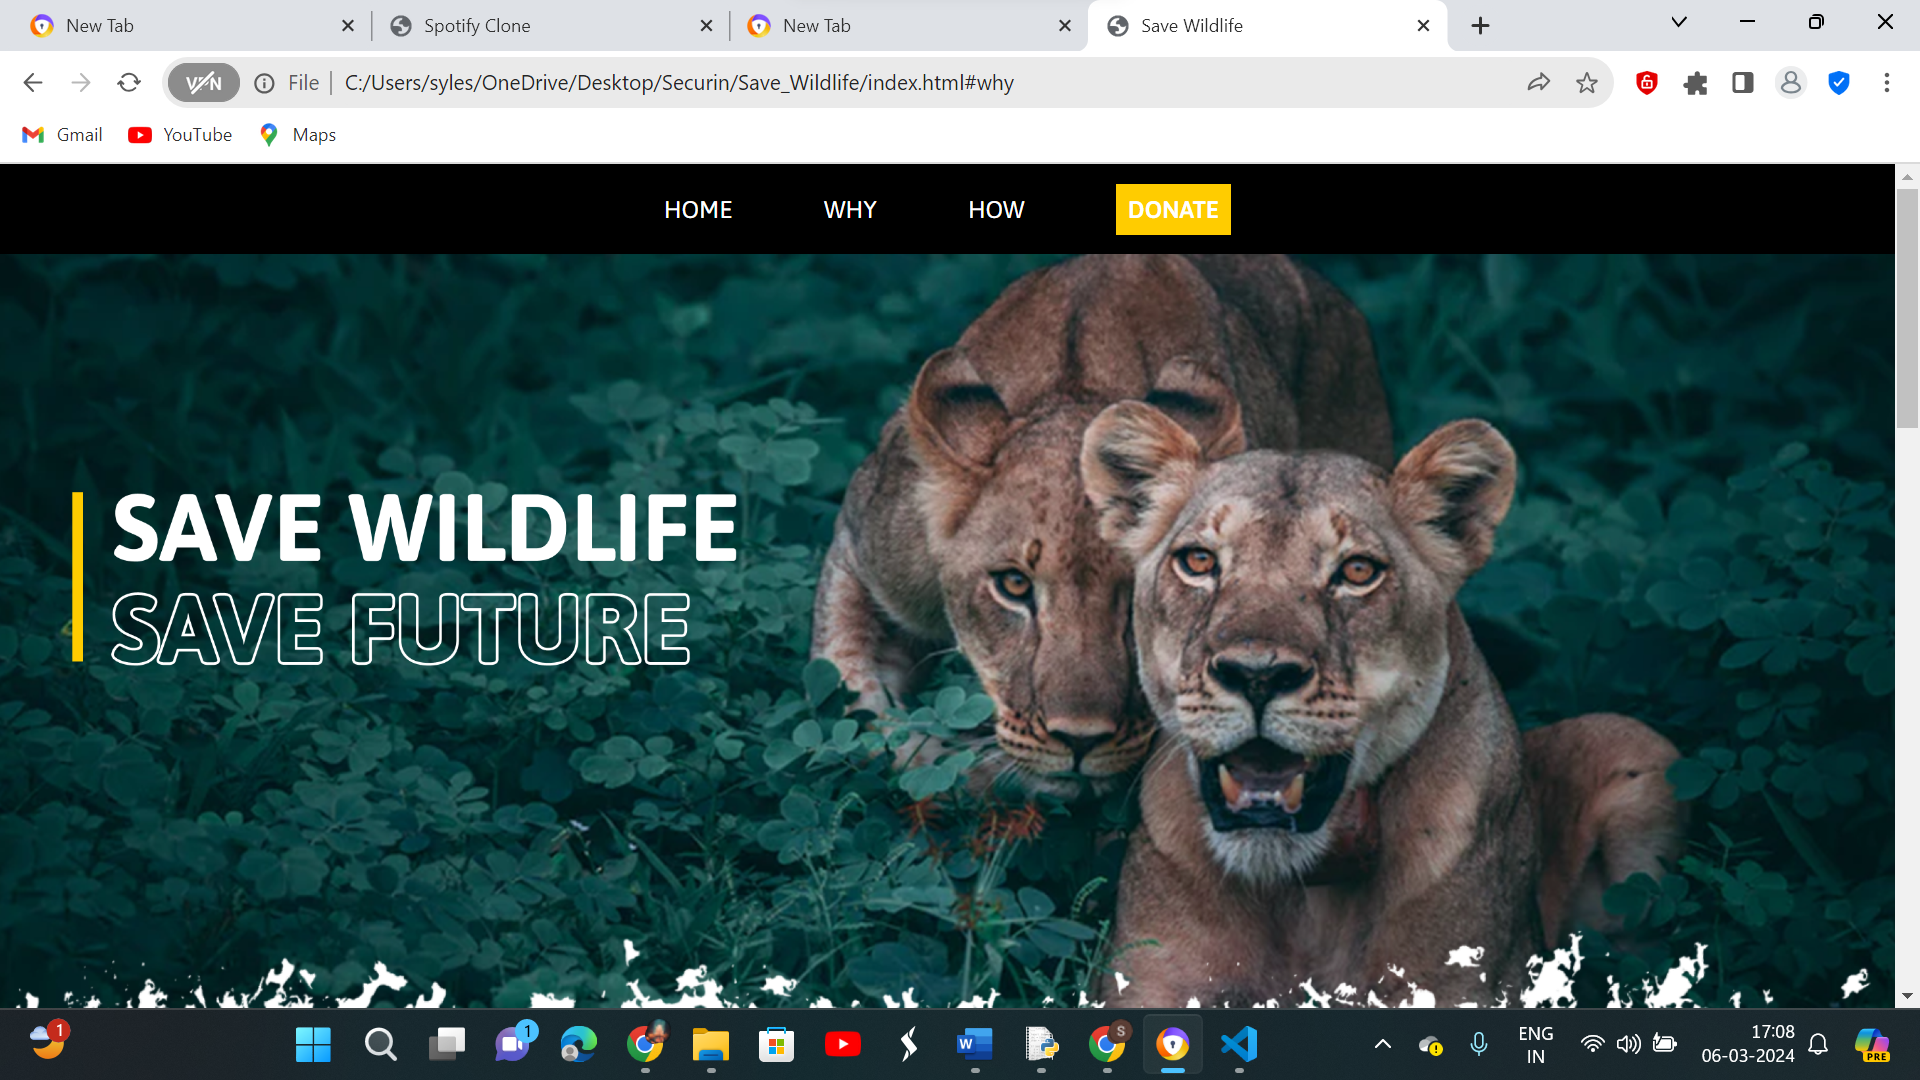 New Tab
Spotify Clone
New Tab
Save Wildlife
VPN
File
C:/Users/syles/OneDrive/Desktop/Securin/Save_Wildlife/index.html#why
Gmail
YouTube
Maps
HOME
WHY
HOW
DONATE
SAVE WILDLIFE
SAVE FUTURE
1
1
W
S
ENG
IN
17:08
06-03-2024
PRE